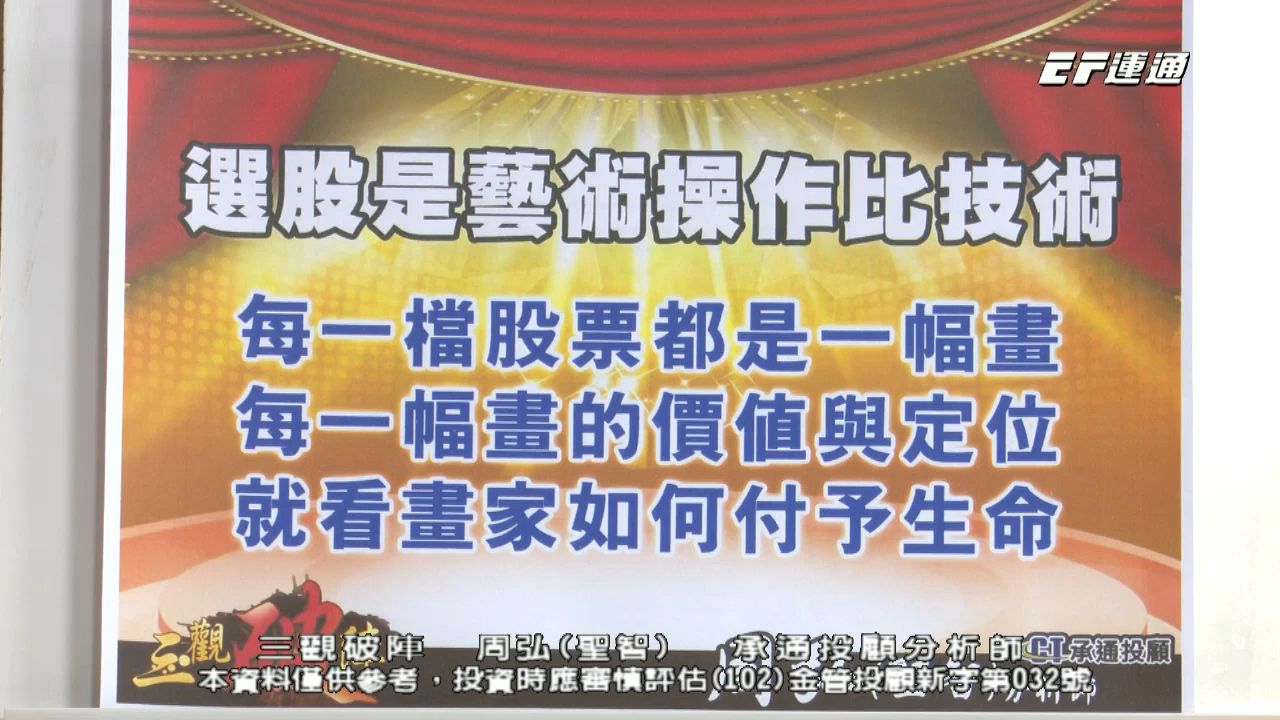 EF運通
選股是藝術操作比技術
每一檔股票都是一幅畫
每一幅畫的價值與定位
就看畫家如何付予生命
三觀破陣 周弘(聖智) 承通投顧分析師
CT承通投顧
本資料僅供參考，投資時應審慎評估(102)金管投顧新字第032號